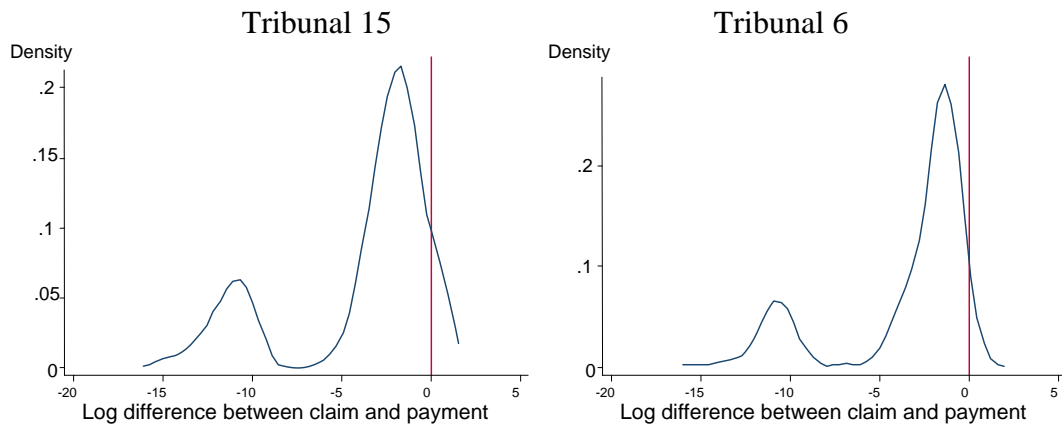 Tribunal 15
Density
.2
.15
.1
.05
0
-20 -15 -10 -5 0 5
Log difference between claim and payment
Tribunal 6
Density
.2
.1
0
-20 -15 -10 -5 0 5
Log difference between claim and payment